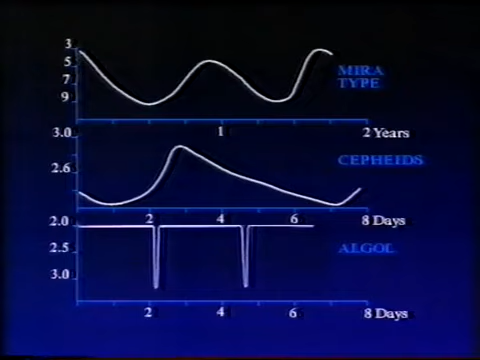 3
5
7
9
MIRA
TYPE
1
2 Years
3.0
2.6
CEPHEIDS
2 4 6 8 Days
2.0
2.5
3.0
ALGOL
2 4 6 8 Days